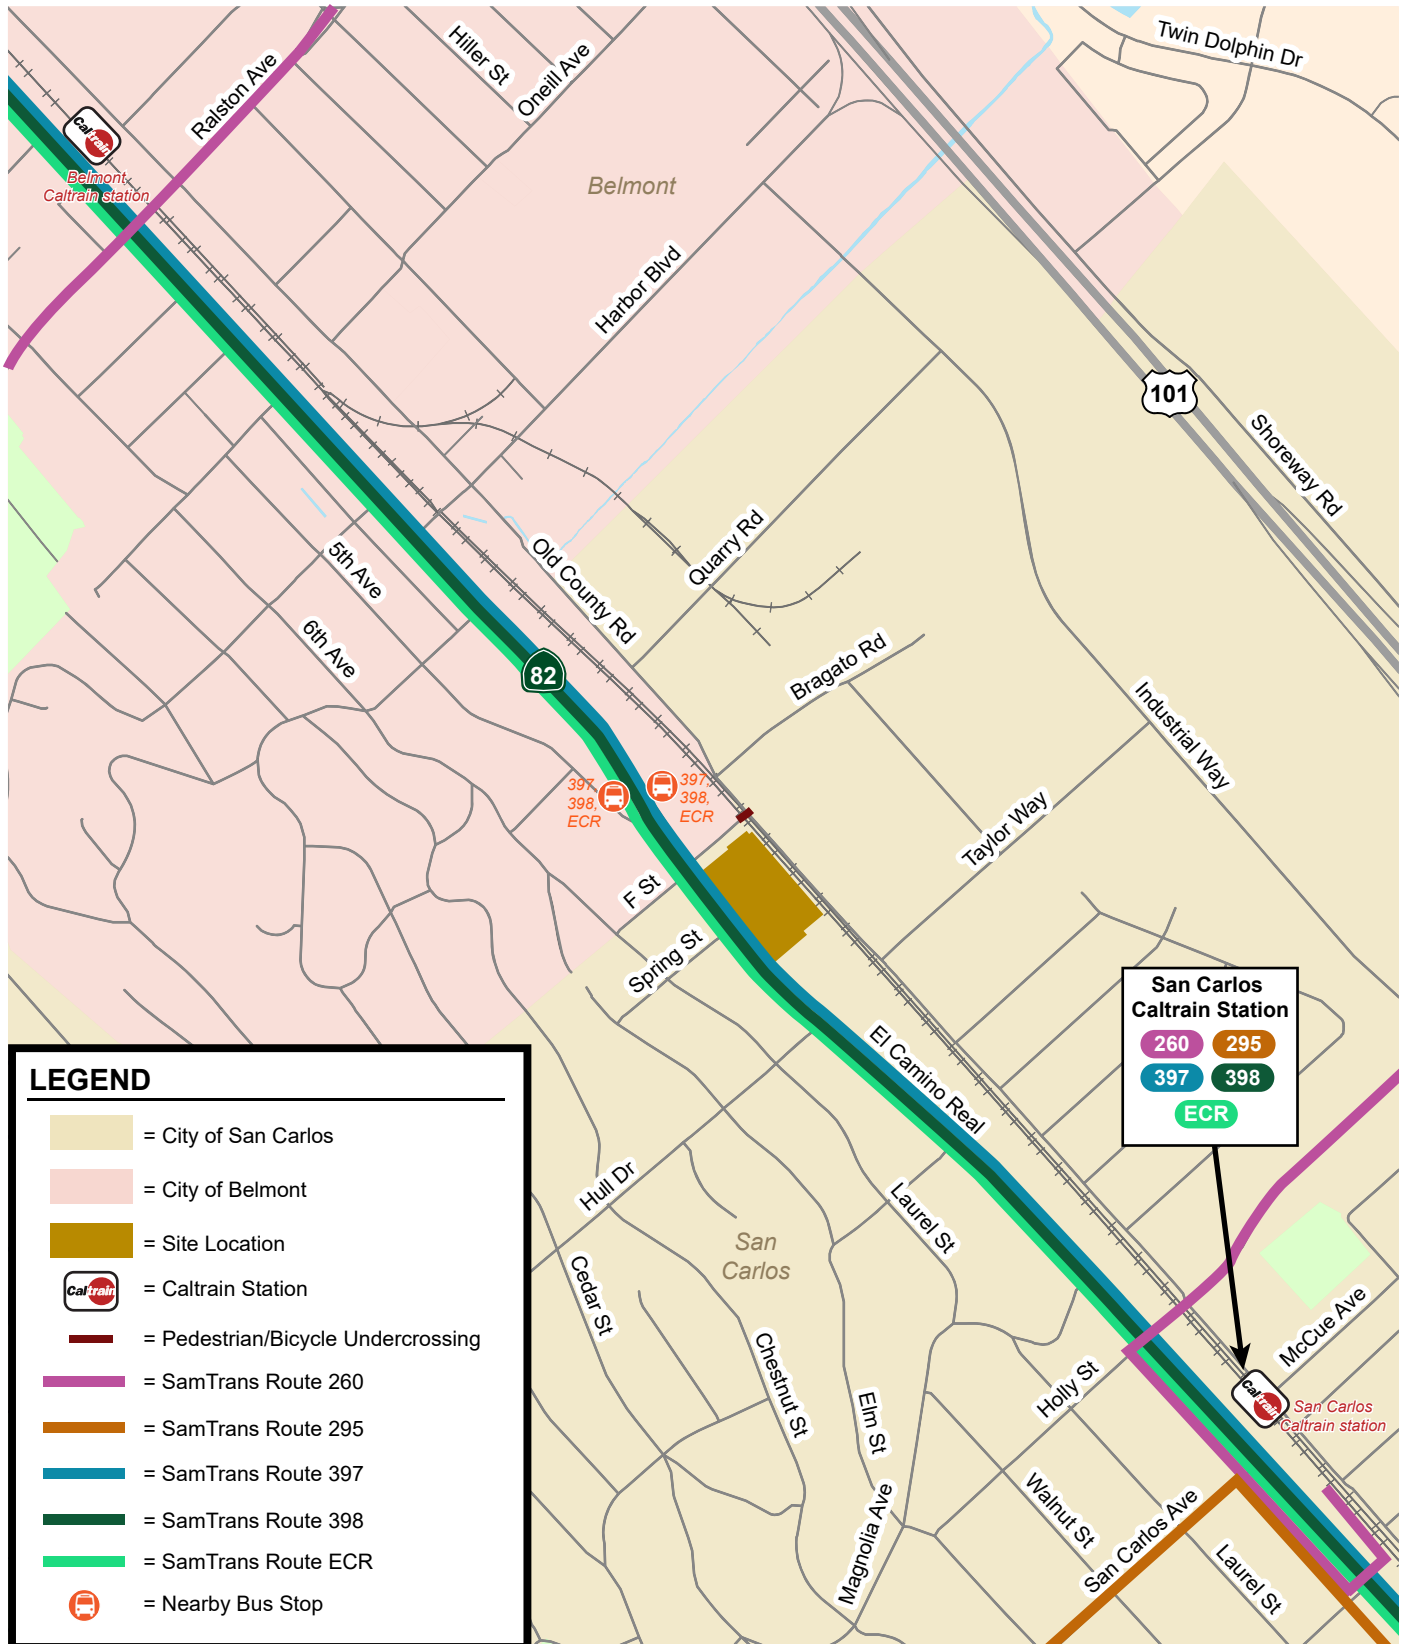 Twin Dolphin Dr
Hiller St
Oneill Ave
Ralston Ave
Caltrain
Belmont
Caltrain station
Belmont
Harbor Blvd
101
Shoreway Rd
Quarry Rd
Old County Rd
5th Ave
6th Ave
82
Bragato Rd
Industrial Way
397,
398,
ECR
397,
398,
ECR
Taylor Way
F St
Spring St
San Carlos
Caltrain Station
260
295
397
398
ECR
El Camino Real
Hull Dr
Laurel St
San
Carlos
Cedar St
Chestnut St
Elm St
McCue Ave
Holly St
Caltrain
San Carlos
Caltrain station
Walnut St
San Carlos Ave
Magnolia Ave
Laurel St
LEGEND
= City of San Carlos
= City of Belmont
= Site Location
Caltrain
= Caltrain Station
= Pedestrian/Bicycle Undercrossing
= SamTrans Route 260
= SamTrans Route 295
= SamTrans Route 397
= SamTrans Route 398
= SamTrans Route ECR
= Nearby Bus Stop